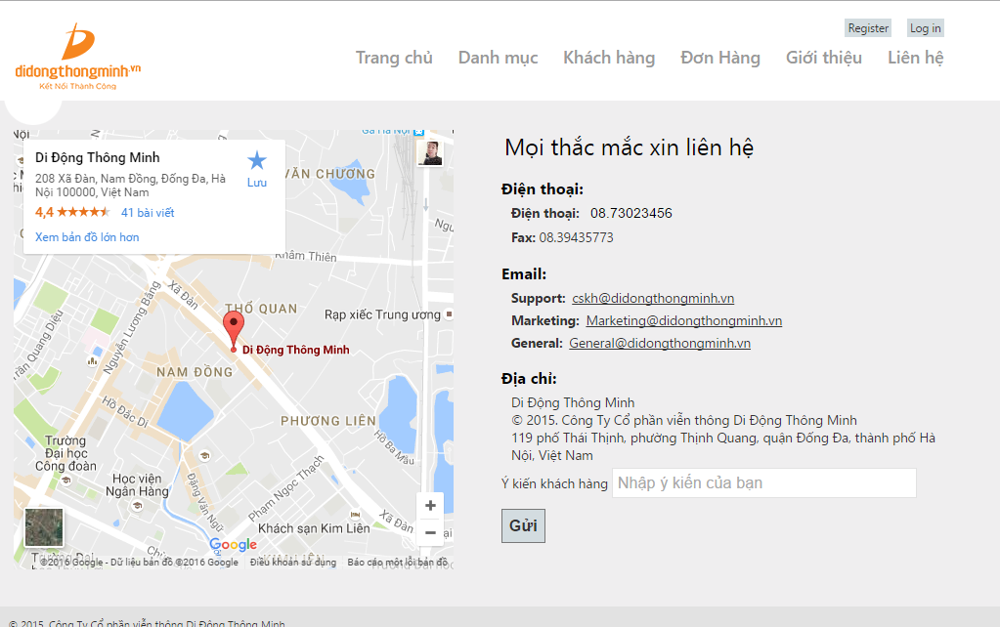 Register Log in
didongthongminh.vn
Kết Nối Thành Công
Trang chủ Danh mục Khách hàng Đơn Hàng Giới thiệu Liên hệ
Nội
Ga Hà Nội
Di Động Thông Minh
208 Xã Đàn, Nam Đồng, Đống Đa, Hà
Nội 100000, Việt Nam
4,4 41 bài viết
Lưu
Xem bản đồ lớn hơn
VĂN CHƯƠNG
Khâm Thiên
Xã Đàn
THỔ QUAN
Rạp xiếc Trung ương
Nguyễn Lương Bằng
Trần Quang Diệu
Di Động Thông Minh
NAM ĐỒNG
Hồ Đắc Di
PHƯƠNG LIÊN
Hồ Ba Mẫu
Trường
Đại học
Công đoàn
Học viện
Ngân Hàng
Đặng Văn Ngữ
Phạm Ngọc Thạch
Xã Đàn
Khách sạn Kim Liên
Google
©2016 Google - Dữ liệu bản đồ ©2016 Google Điều khoản sử dụng Báo cáo một lỗi bản đồ
Mọi thắc mắc xin liên hệ
Điện thoại:
Điện thoại: 08.73023456
Fax: 08.39435773
Email:
Support: cskh@didongthongminh.vn
Marketing: Marketing@didongthongminh.vn
General: General@didongthongminh.vn
Địa chỉ:
Di Động Thông Minh
© 2015. Công Ty Cổ phần viễn thông Di Động Thông Minh
119 phố Thái Thịnh, phường Thịnh Quang, quận Đống Đa, thành phố Hà
Nội, Việt Nam
Ý kiến khách hàng Nhập ý kiến của bạn
Gửi
© 2015. Công Ty Cổ phần viễn thông Di Động Thông Minh